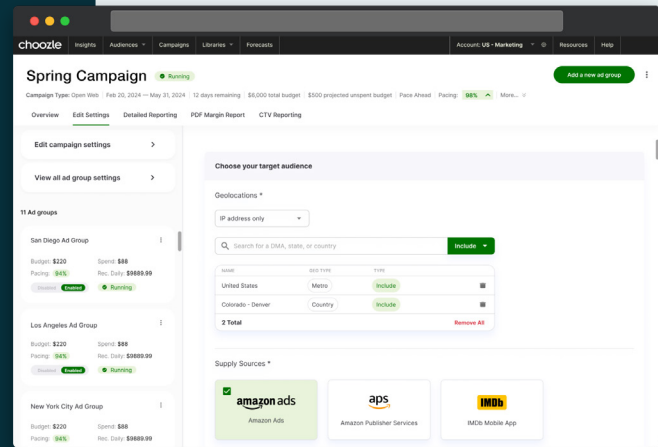 choozle Insights Audiences Campaigns Libraries Forecasts Account: US - Marketing Resources Help
Spring Campaign Running Add a new ad group
Campaign Type: Open Web Feb 20, 2024 — May 31, 2024 12 days remaining $6,000 total budget $500 projected unspent budget Pace Ahead Pacing: 98% More...
Overview Edit Settings Detailed Reporting PDF Margin Report CTV Reporting
Edit campaign settings
View all ad group settings
11 Ad groups
San Diego Ad Group
Budget: $220 Spend: $88
Pacing: 94% Rec. Daily: $9889.99
Disabled Enabled Running
Los Angeles Ad Group
Budget: $220 Spend: $88
Pacing: 94% Rec. Daily: $9889.99
Disabled Enabled Running
New York City Ad Group
Budget: $220 Spend: $88
Pacing: 94% Rec. Daily: $9889.99
Choose your target audience
Geolocations *
IP address only
Search for a DMA, state, or country Include
NAME GEO TYPE TYPE
United States Metro Include
Colorado - Denver Country Include
2 Total Remove All
Supply Sources *
amazon ads
Amazon Ads
aps
Amazon Publisher Services
IMDb
IMDb Mobile App